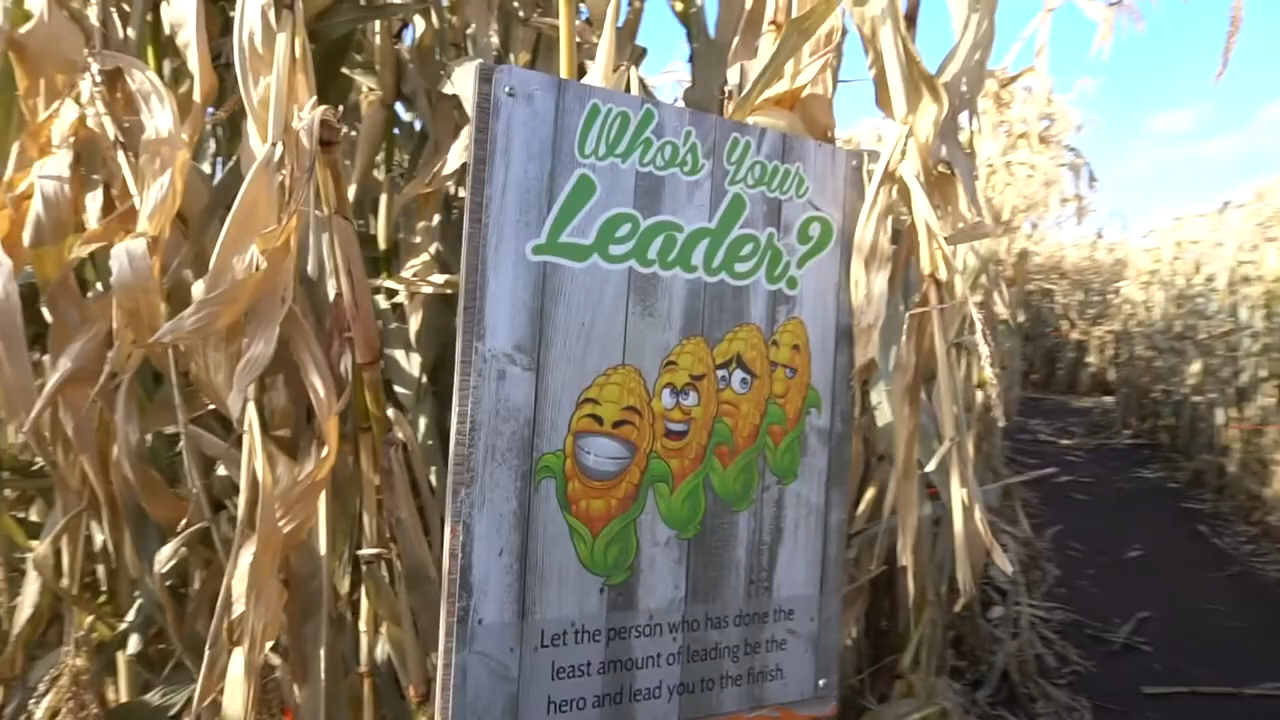 Who's Your
Leader?
Let the person who has done the
least amount of leading be the
hero and lead you to the finish.